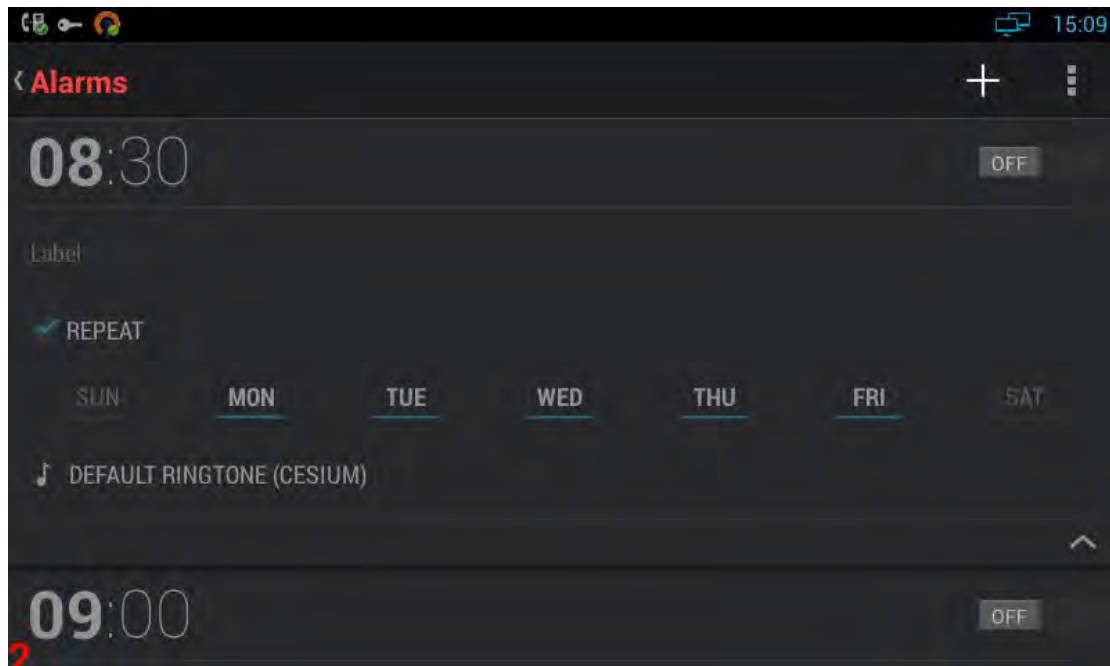 15:09
Alarms
08:30
OFF
Label
REPEAT
SUN MON TUE WED THU FRI SAT
DEFAULT RINGTONE (CESIUM)
09:00
OFF
2